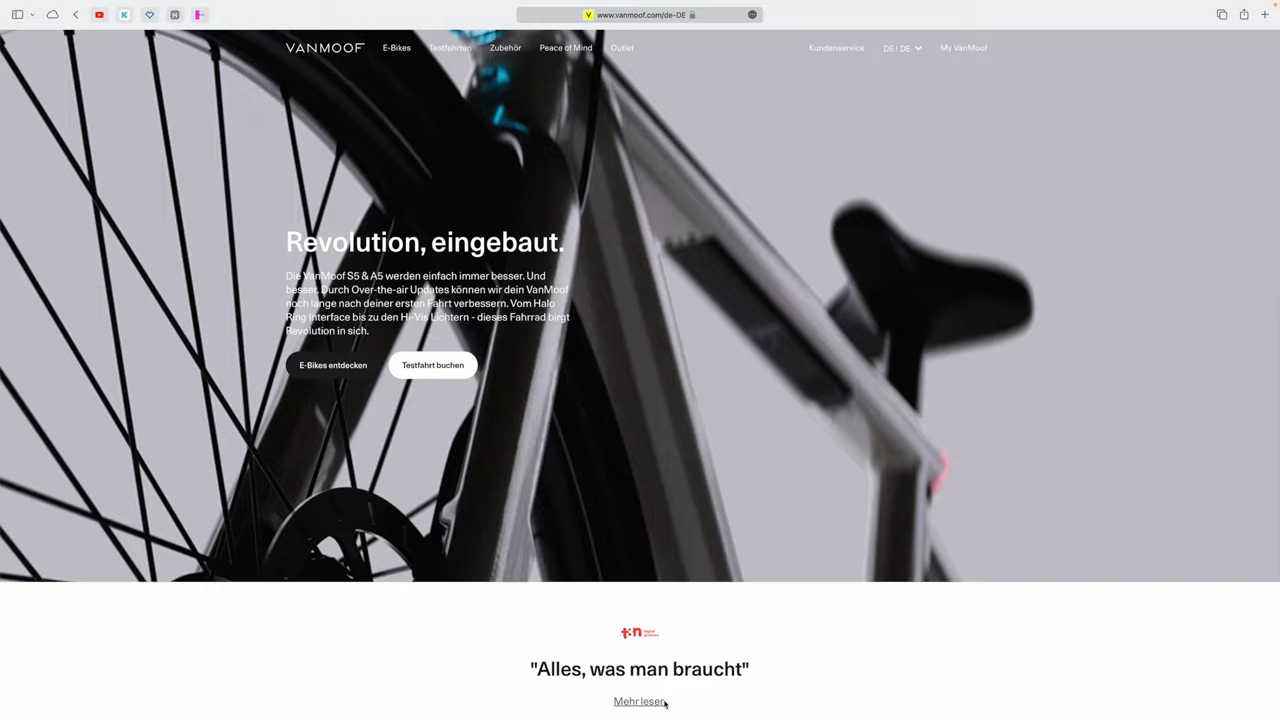 www.vanmoof.com/de-DE
VANMOOF E-Bikes Testfahrten Zubehör Peace of Mind Outlet Kundenservice DE | DE My VanMoof
Revolution, eingebaut.
Die VanMoof S5 & A5 werden einfach immer besser. Und
besser. Durch Over-the-air Updates können wir dein VanMoof
noch lange nach deiner ersten Fahrt verbessern. Vom Halo
Ring Interface bis zu den Hi-Vis Lichtern - dieses Fahrrad birgt
Revolution in sich.
E-Bikes entdecken Testfahrt buchen
t3n digital pioneers
"Alles, was man braucht"
Mehr lesen